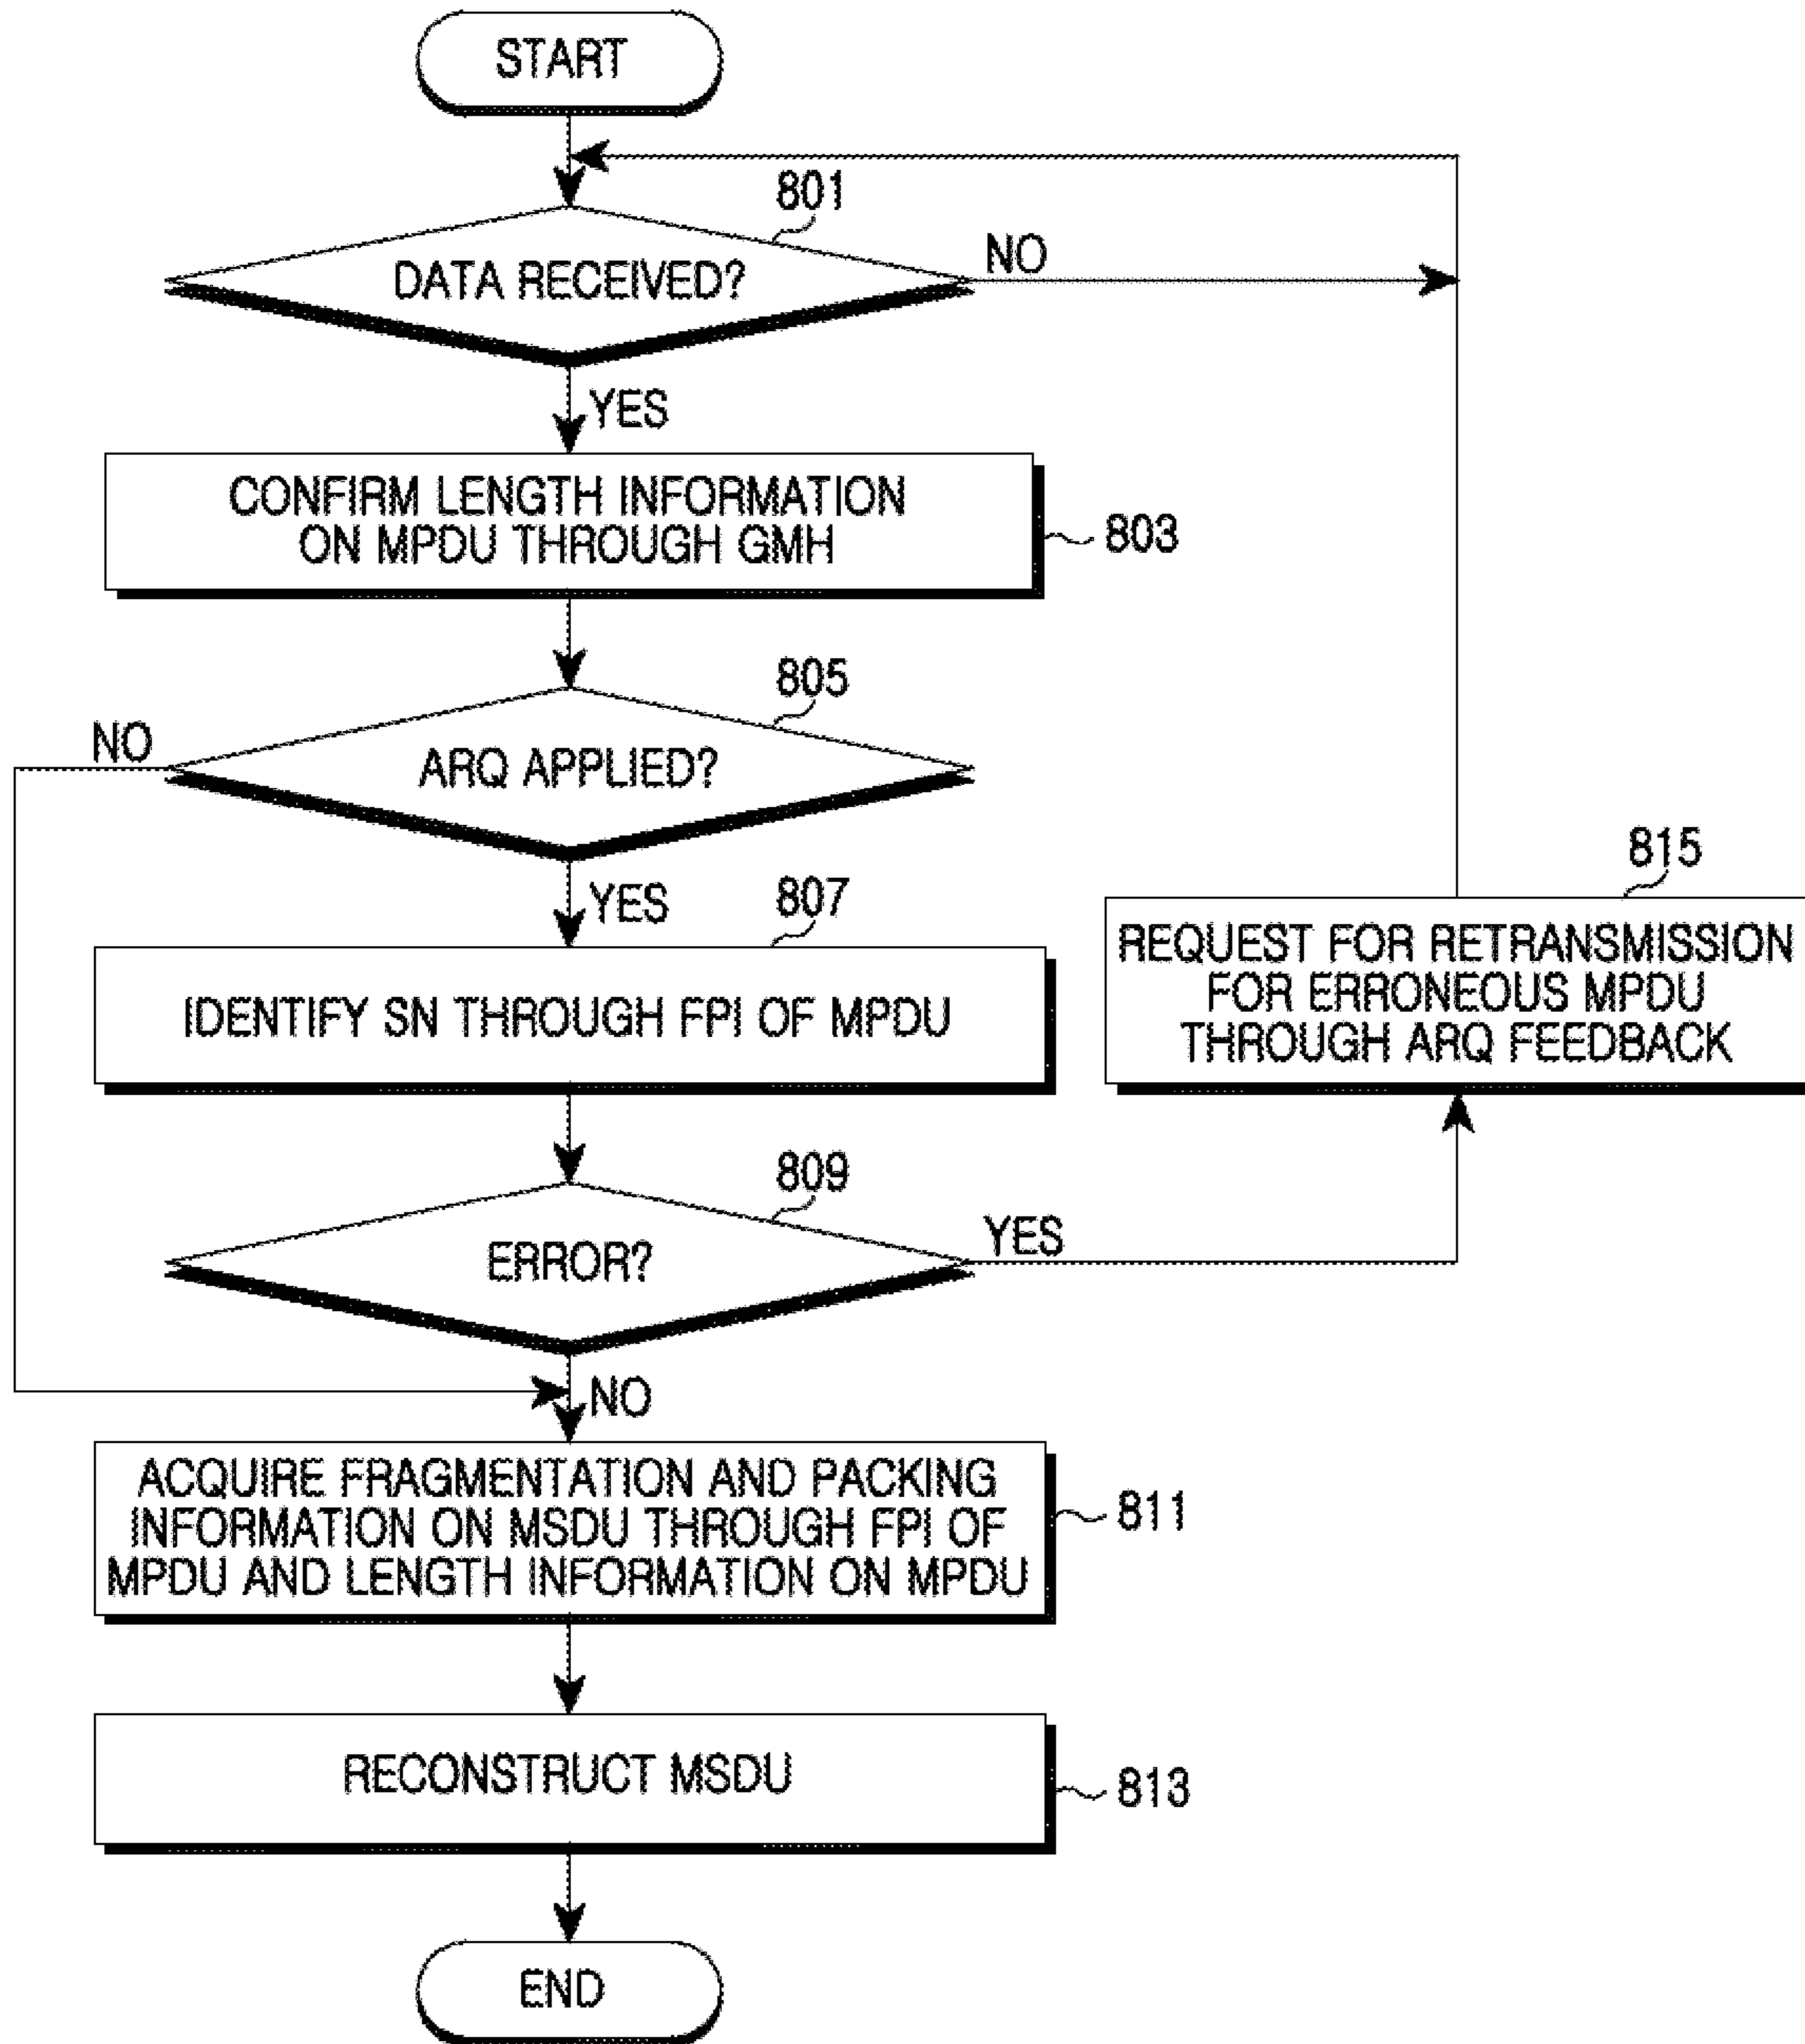 START
801
DATA RECEIVED?
NO
YES
CONFIRM LENGTH INFORMATION
ON MPDU THROUGH GMH
803
805
NO
ARQ APPLIED?
YES
807
IDENTIFY SN THROUGH FPI OF MPDU
815
REQUEST FOR RETRANSMISSION
FOR ERRONEOUS MPDU
THROUGH ARQ FEEDBACK
809
ERROR?
YES
NO
ACQUIRE FRAGMENTATION AND PACKING
INFORMATION ON MSDU THROUGH FPI OF
MPDU AND LENGTH INFORMATION ON MPDU
811
RECONSTRUCT MSDU
813
END